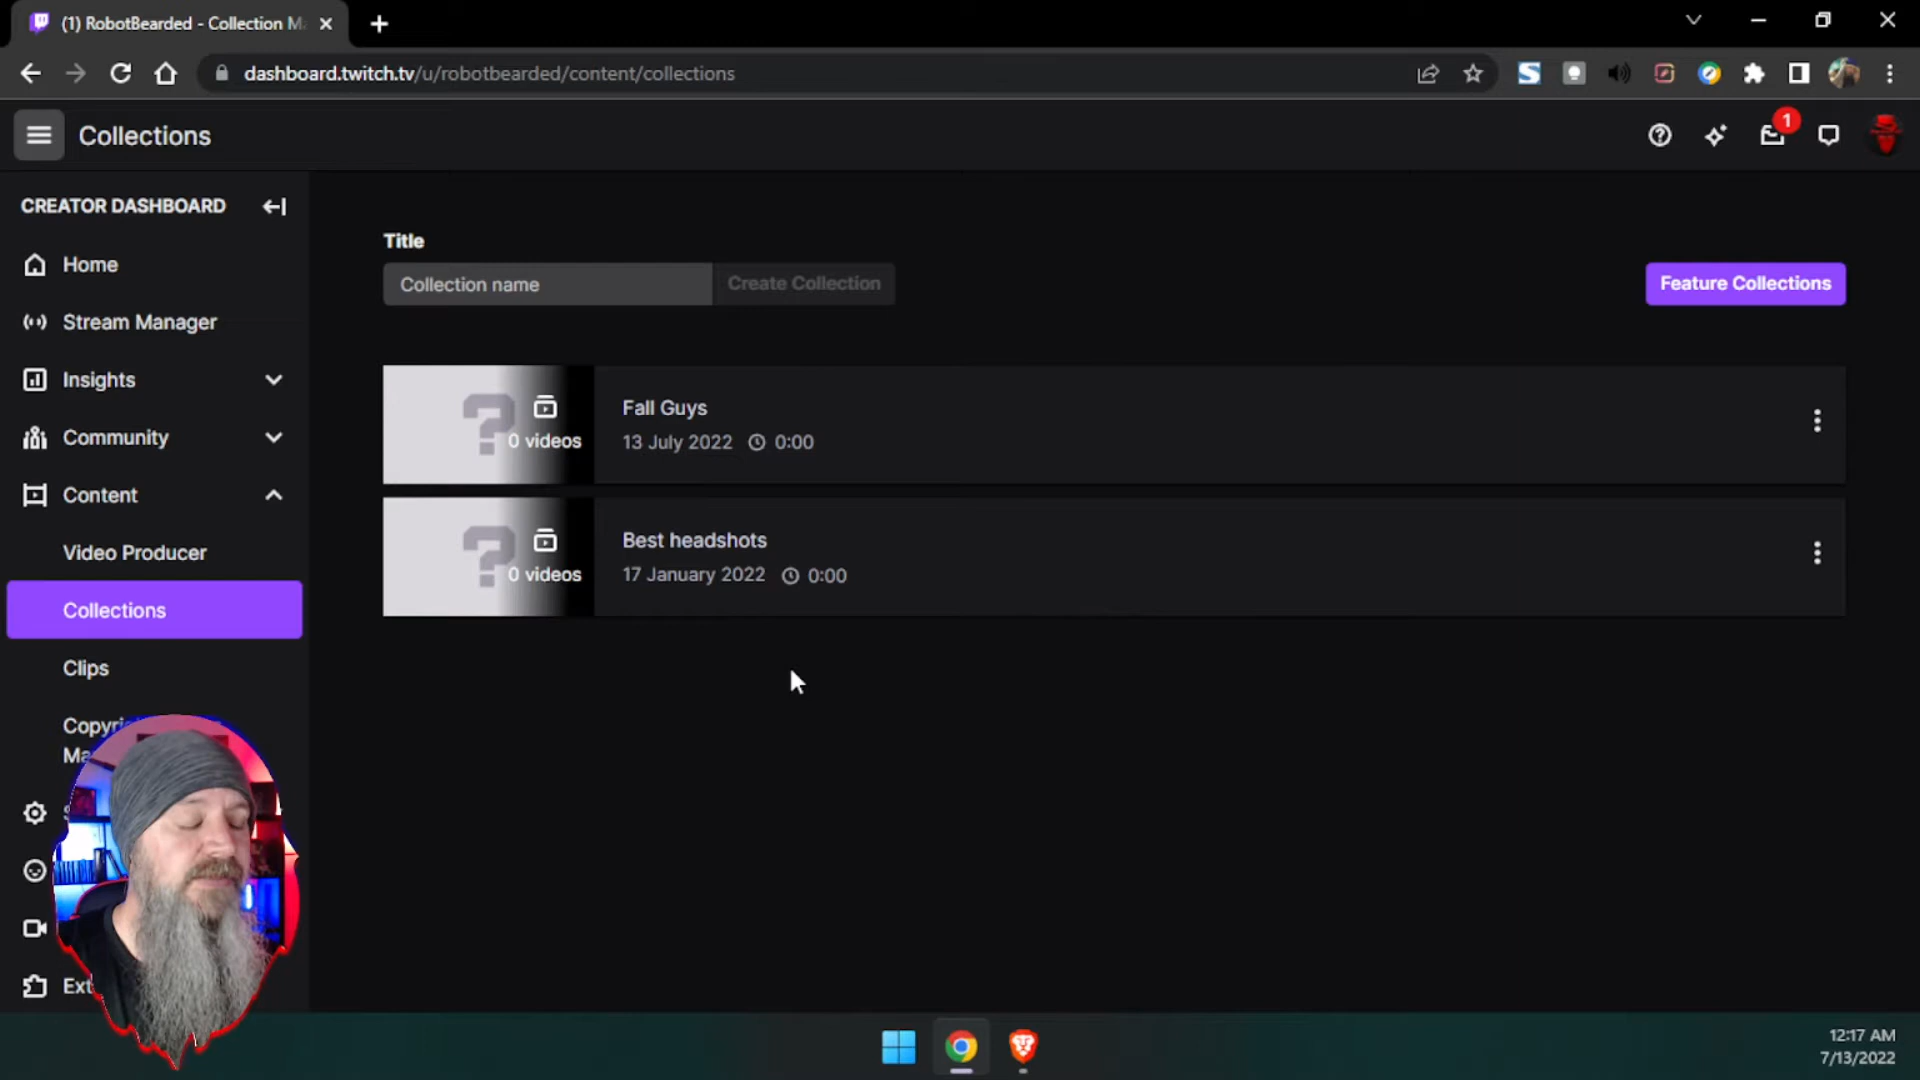 (1) RobotBearded - Collection Ma
dashboard.twitch.tv/u/robotbearded/content/collections
Collections
1
CREATOR DASHBOARD
Home
Stream Manager
Insights
Community
Content
Video Producer
Collections
Clips
Title
Collection name
Create Collection
Feature Collections
0 videos
Fall Guys
13 July 2022 0:00
0 videos
Best headshots
17 January 2022 0:00
12:17 AM
7/13/2022